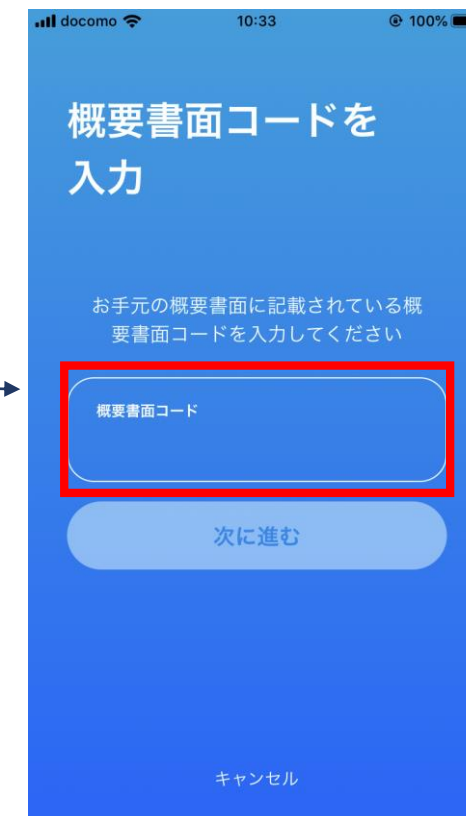 docomo 10:33 100%
概要書面コードを
入力
お手元の概要書面に記載されている概
要書面コードを入力してください
概要書面コード
次に進む
キャンセル